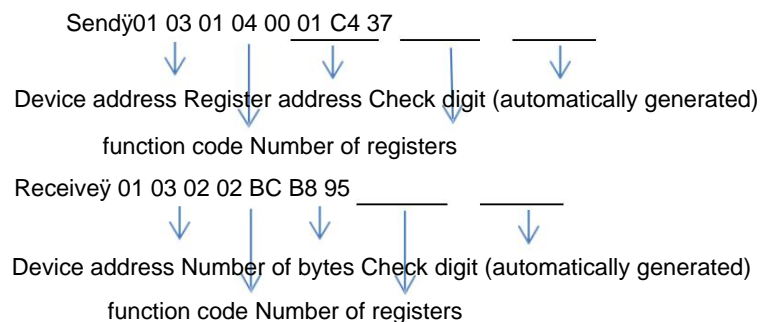 Sendÿ01 03 01 04 00 01 C4 37
Device address Register address Check digit (automatically generated)
function code Number of registers
Receiveÿ 01 03 02 02 BC B8 95
Device address Number of bytes Check digit (automatically generated)
function code Number of registers